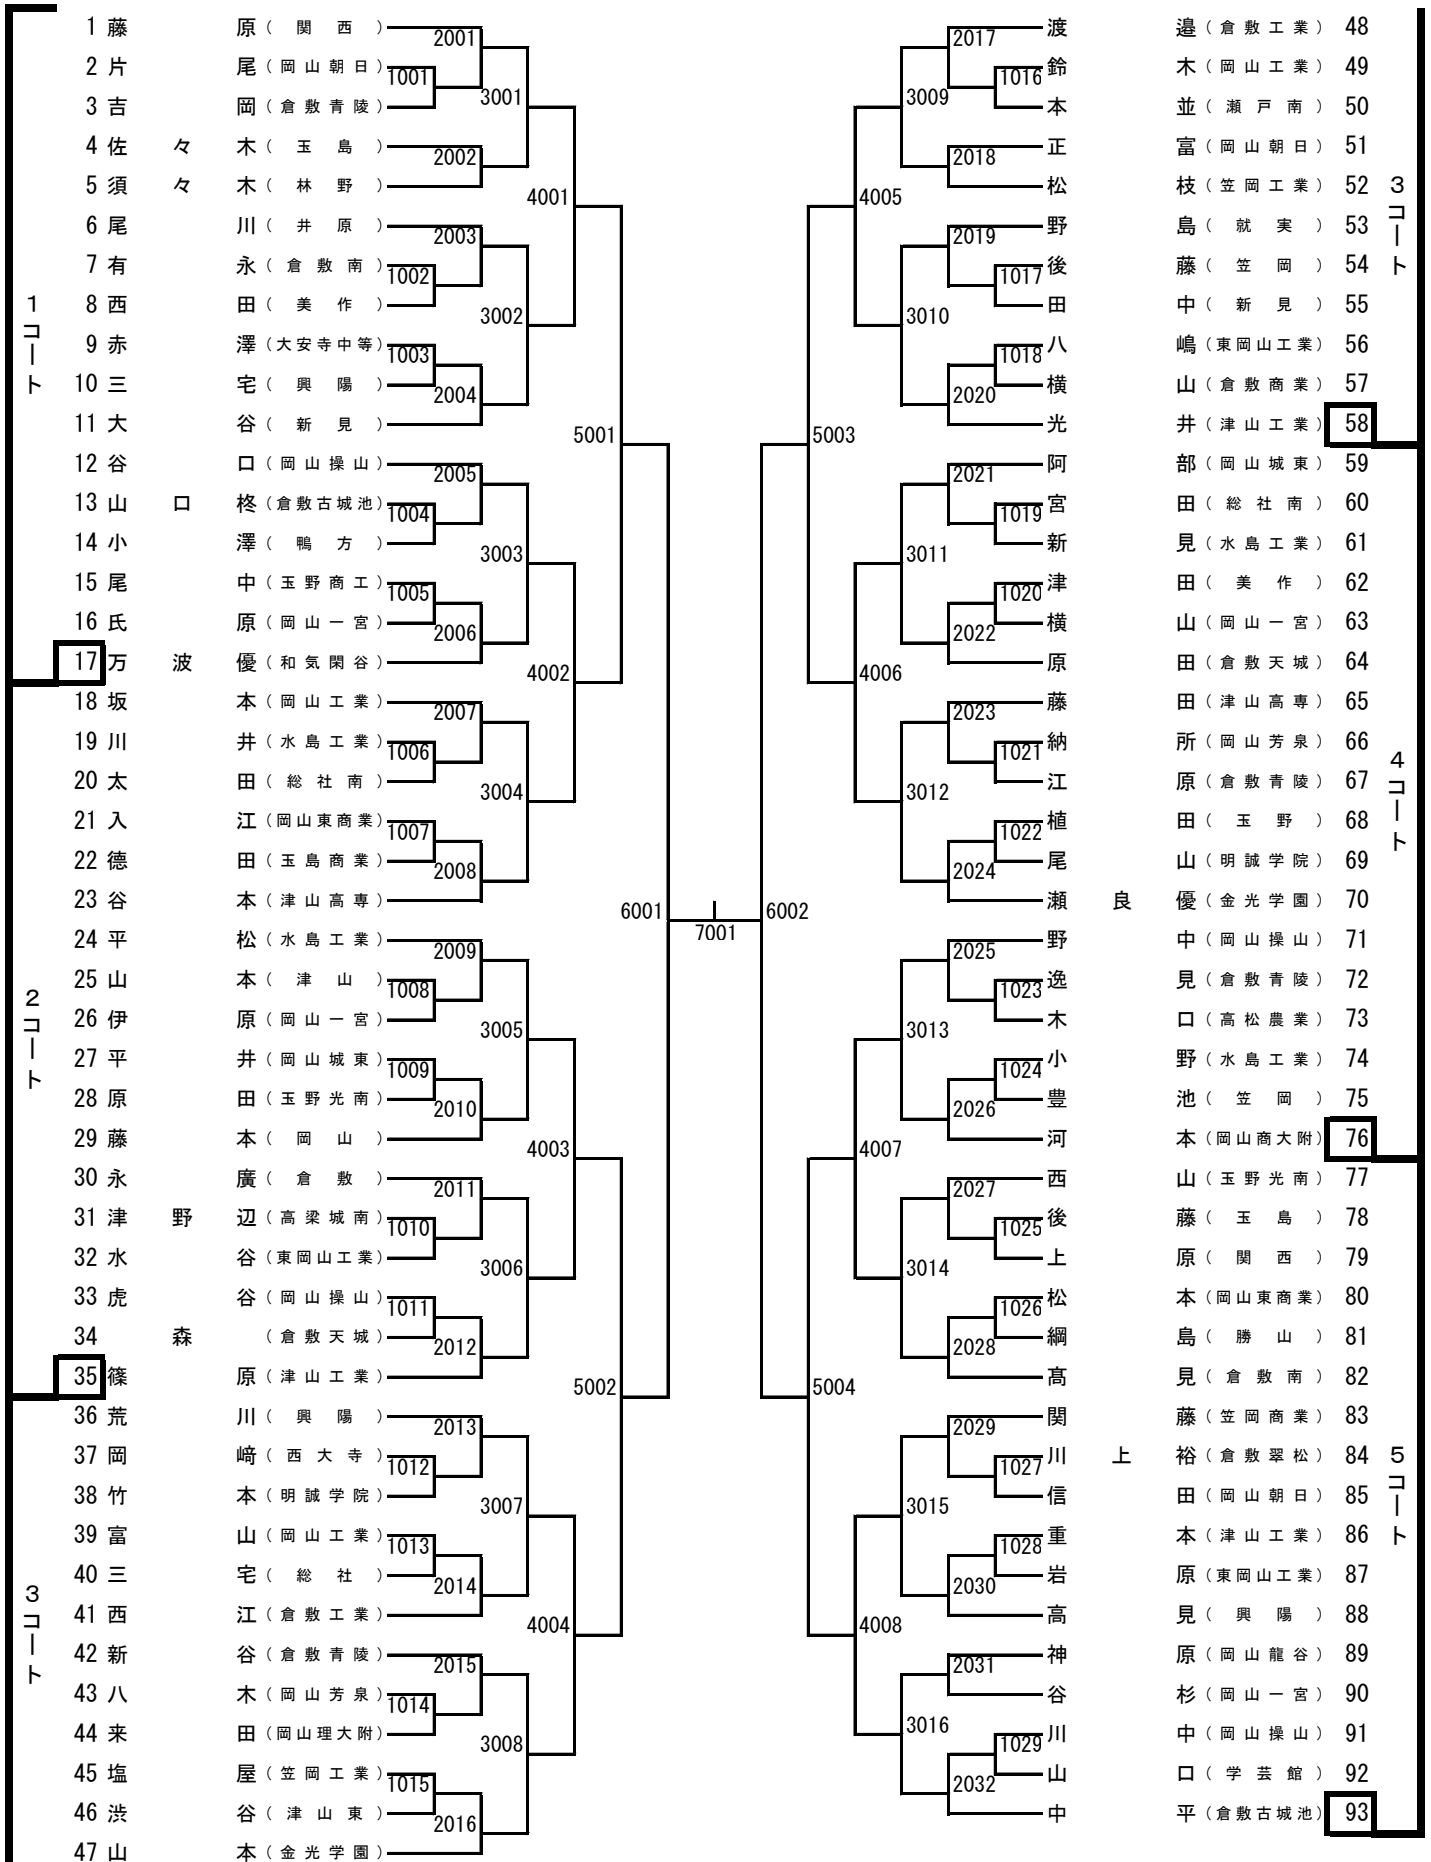 1 藤原(関西)
2 片尾(岡山朝日)
3 吉岡(倉敷青陵)
4 佐々木(玉島)
5 須々木(林野)
6 尾川(井原)
7 有永(倉敷南)
8 西田(美作)
9 赤澤(大安寺中等)
10 三宅(興陽)
11 大谷(新見)
12 谷口(岡山操山)
13 山口柊(倉敷古城池)
14 小澤(鴨方)
15 尾中(玉野商工)
16 氏原(岡山一宮)
17 万波優(和気閑谷)
18 坂本(岡山工業)
19 川井(水島工業)
20 太田(総社南)
21 入江(岡山東商業)
22 德田(玉島商業)
23 谷本(津山高専)
24 平松(水島工業)
25 山本(津山)
26 伊原(岡山一宮)
27 平井(岡山城東)
28 原田(玉野光南)
29 藤本(岡山)
30 永廣(倉敷)
31 津野辺(高梁城南)
32 水谷(東岡山工業)
33 虎谷(岡山操山)
34 森(倉敷天城)
35 篠原(津山工業)
36 荒川(興陽)
37 岡﨑(西大寺)
38 竹本(明誠学院)
39 富山(岡山工業)
40 三宅(総社)
41 西江(倉敷工業)
42 新谷(倉敷青陵)
43 八木(岡山芳泉)
44 来田(岡山理大附)
45 塩屋(笠岡工業)
46 渋谷(津山東)
47 山本(金光学園)
1コート
2コート
3コート
1001
1002
1003
1004
1005
1006
1007
1008
1009
1010
1011
1012
1013
1014
1015
2001
2002
2003
2004
2005
2006
2007
2008
2009
2010
2011
2012
2013
2014
2015
2016
3001
3002
3003
3004
3005
3006
3007
3008
4001
4002
4003
4004
5001
5002
6001
7001
6002
5003
5004
4005
4006
4007
4008
3009
3010
3011
3012
3013
3014
3015
3016
2017
2018
2019
2020
2021
2022
2023
2024
2025
2026
2027
2028
2029
2030
2031
2032
1016
1017
1018
1019
1020
1021
1022
1023
1024
1025
1026
1027
1028
1029
渡邉(倉敷工業) 48
鈴木(岡山工業) 49
本並(瀬戸南) 50
正富(岡山朝日) 51
松枝(笠岡工業) 52
野島(就実) 53
後藤(笠岡) 54
田中(新見) 55
八嶋(東岡山工業) 56
横山(倉敷商業) 57
光井(津山工業) 58
阿部(岡山城東) 59
宮田(総社南) 60
新見(水島工業) 61
津田(美作) 62
横山(岡山一宮) 63
原田(倉敷天城) 64
藤田(津山高専) 65
納所(岡山芳泉) 66
江原(倉敷青陵) 67
植田(玉野) 68
尾山(明誠学院) 69
瀬良優(金光学園) 70
野中(岡山操山) 71
逸見(倉敷青陵) 72
木口(高松農業) 73
小野(水島工業) 74
豊池(笠岡) 75
河本(岡山商大附) 76
西山(玉野光南) 77
後藤(玉島) 78
上原(関西) 79
松本(岡山東商業) 80
綱島(勝山) 81
髙見(倉敷南) 82
関藤(笠岡商業) 83
川上裕(倉敷翠松) 84
信田(岡山朝日) 85
重本(津山工業) 86
岩原(東岡山工業) 87
高見(興陽) 88
神原(岡山龍谷) 89
谷杉(岡山一宮) 90
川中(岡山操山) 91
山口(学芸館) 92
中平(倉敷古城池) 93
3コート
4コート
5コート